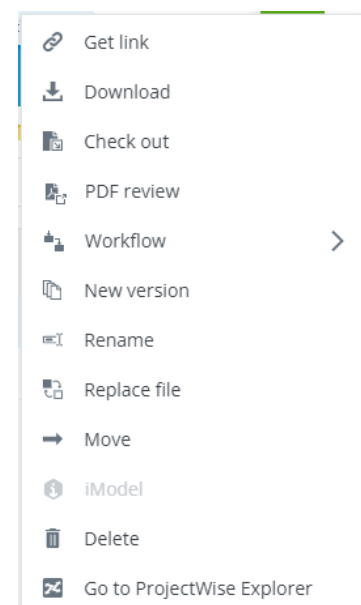 Get link
Download
Check out
PDF review
Workflow
New version
Rename
Replace file
Move
iModel
Delete
Go to ProjectWise Explorer